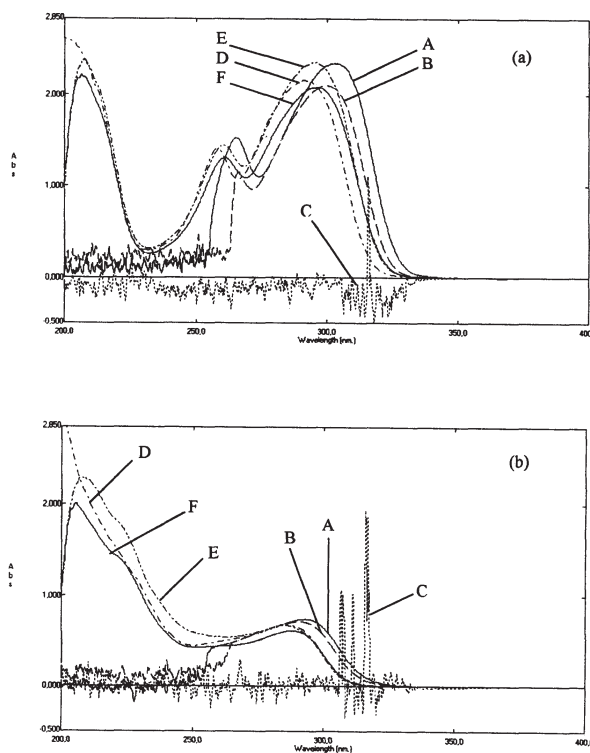 2,850
E
A
D
B
(a)
F
2.000
A
b
s
1.000
C
0.000
-0.500
200,0
250,0
300,0
350,0
400
Wavelength (nm.)
2,850
(b)
D
F
2.000
B
A
E
C
A
b
s
1.000
0.000
-0.500
200,0
250,0
300,0
350,0
400
Wavelength (nm.)